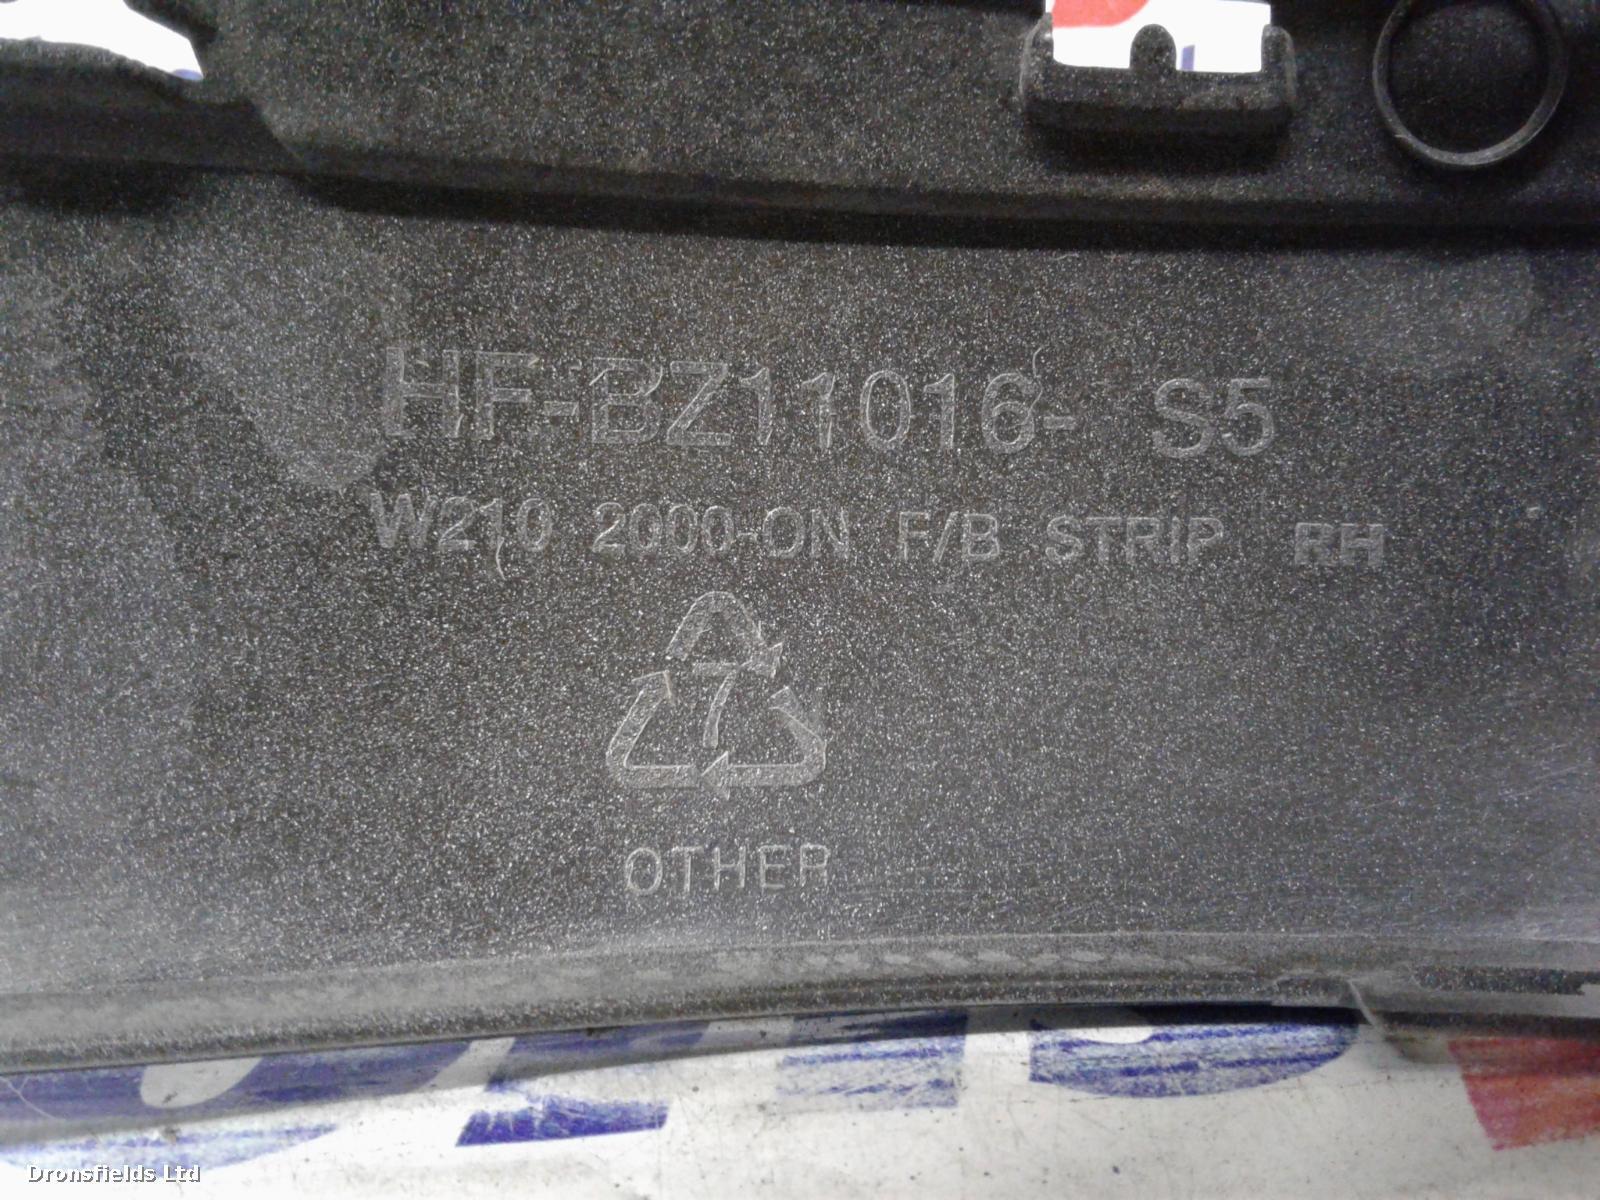 HF-BZ11016- S5
W210 2000-ON F/B STRIP RH
7
OTHER
Dronsfields Ltd